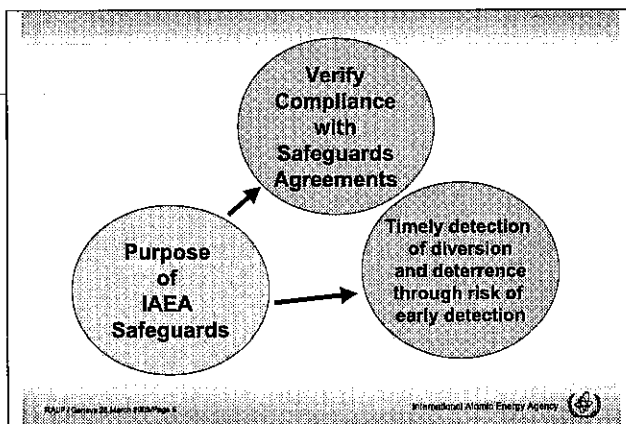 Verify
Compliance
with
Safeguards
Agreements
Purpose
of
IAEA
Safeguards
Timely detection
of diversion
and deterrence
through risk of
early detection
International Atomic Energy Agency